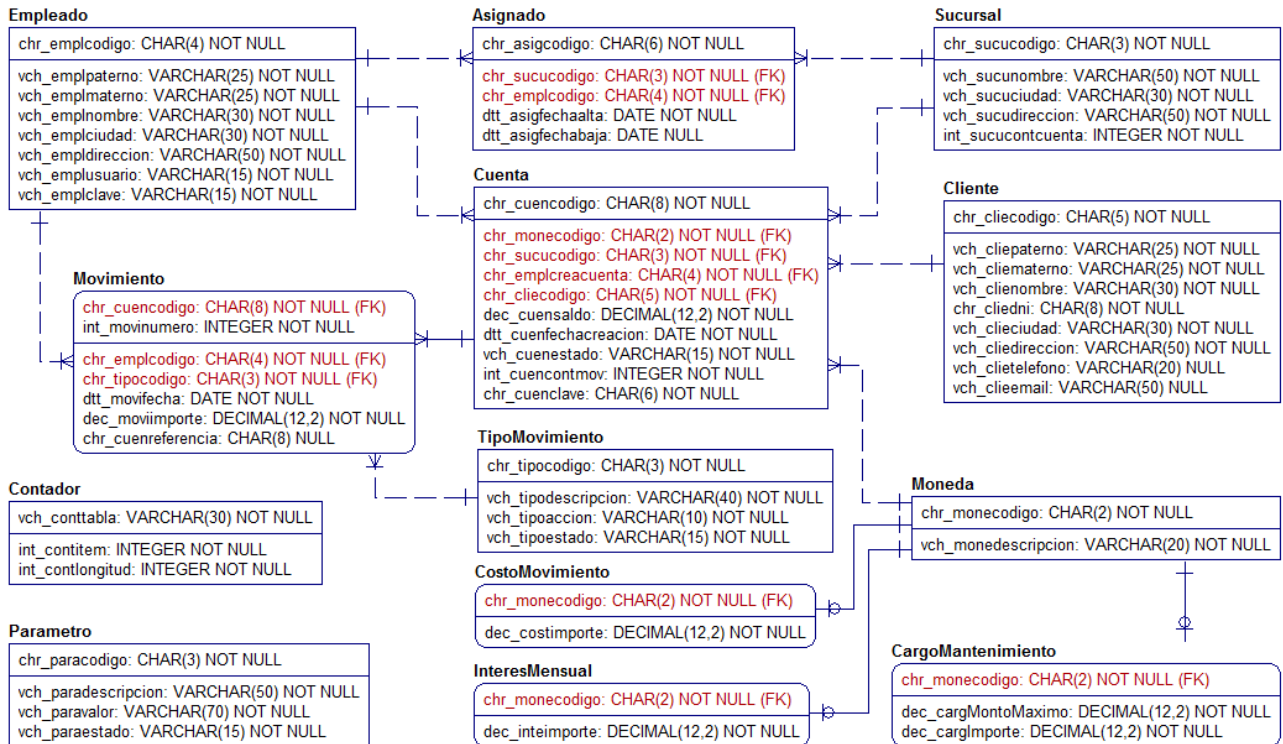 Empleado
chr_emplcodigo: CHAR(4) NOT NULL
vch_emplpaterno: VARCHAR(25) NOT NULL
vch_emplmaterno: VARCHAR(25) NOT NULL
vch_emplnombre: VARCHAR(30) NOT NULL
vch_emplciudad: VARCHAR(30) NOT NULL
vch_empldireccion: VARCHAR(50) NOT NULL
vch_emplusuario: VARCHAR(15) NOT NULL
vch_emplclave: VARCHAR(15) NOT NULL
Asignado
chr_asigcodigo: CHAR(6) NOT NULL
chr_sucucodigo: CHAR(3) NOT NULL (FK)
chr_emplcodigo: CHAR(4) NOT NULL (FK)
dtt_asigfechaalta: DATE NOT NULL
dtt_asigfechabaja: DATE NULL
Sucursal
chr_sucucodigo: CHAR(3) NOT NULL
vch_sucunombre: VARCHAR(50) NOT NULL
vch_sucuciudad: VARCHAR(30) NOT NULL
vch_sucudireccion: VARCHAR(50) NOT NULL
int_sucucontcuenta: INTEGER NOT NULL
Cuenta
chr_cuencodigo: CHAR(8) NOT NULL
chr_monecodigo: CHAR(2) NOT NULL (FK)
chr_sucucodigo: CHAR(3) NOT NULL (FK)
chr_emplcreacuenta: CHAR(4) NOT NULL (FK)
chr_cliecodigo: CHAR(5) NOT NULL (FK)
dec_cuensaldo: DECIMAL(12,2) NOT NULL
dtt_cuenfechacreacion: DATE NOT NULL
vch_cuenestado: VARCHAR(15) NOT NULL
int_cuencontmov: INTEGER NOT NULL
chr_cuenclave: CHAR(6) NOT NULL
Cliente
chr_cliecodigo: CHAR(5) NOT NULL
vch_cliepaterno: VARCHAR(25) NOT NULL
vch_cliematerno: VARCHAR(25) NOT NULL
vch_clienombre: VARCHAR(30) NOT NULL
chr_cliedni: CHAR(8) NOT NULL
vch_clieciudad: VARCHAR(30) NOT NULL
vch_cliedireccion: VARCHAR(50) NOT NULL
vch_clietelefono: VARCHAR(20) NULL
vch_clieemail: VARCHAR(50) NULL
Movimiento
chr_cuencodigo: CHAR(8) NOT NULL (FK)
int_movinumero: INTEGER NOT NULL
chr_emplcodigo: CHAR(4) NOT NULL (FK)
chr_tipocodigo: CHAR(3) NOT NULL (FK)
dtt_movifecha: DATE NOT NULL
dec_moviimporte: DECIMAL(12,2) NOT NULL
chr_cuenreferencia: CHAR(8) NULL
TipoMovimiento
chr_tipocodigo: CHAR(3) NOT NULL
vch_tipodescripcion: VARCHAR(40) NOT NULL
vch_tipoaccion: VARCHAR(10) NOT NULL
vch_tipoestado: VARCHAR(15) NOT NULL
Contador
vch_conttabla: VARCHAR(30) NOT NULL
int_contitem: INTEGER NOT NULL
int_contlongitud: INTEGER NOT NULL
Moneda
chr_monecodigo: CHAR(2) NOT NULL
vch_monedescripcion: VARCHAR(20) NOT NULL
CostoMovimiento
chr_monecodigo: CHAR(2) NOT NULL (FK)
dec_costimporte: DECIMAL(12,2) NOT NULL
Parametro
chr_paracodigo: CHAR(3) NOT NULL
vch_paradescripcion: VARCHAR(50) NOT NULL
vch_paravalor: VARCHAR(70) NOT NULL
vch_paraestado: VARCHAR(15) NOT NULL
InteresMensual
chr_monecodigo: CHAR(2) NOT NULL (FK)
dec_inteimporte: DECIMAL(12,2) NOT NULL
CargoMantenimiento
chr_monecodigo: CHAR(2) NOT NULL (FK)
dec_cargMontoMaximo: DECIMAL(12,2) NOT NULL
dec_cargImporte: DECIMAL(12,2) NOT NULL